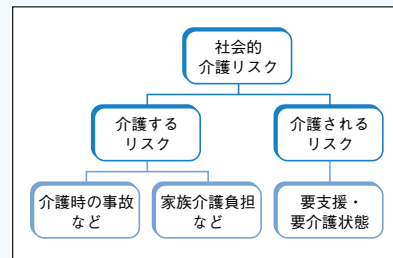 社会的
介護リスク
介護する
リスク
介護される
リスク
介護時の事故
など
家族介護負担
など
要支援・
要介護状態